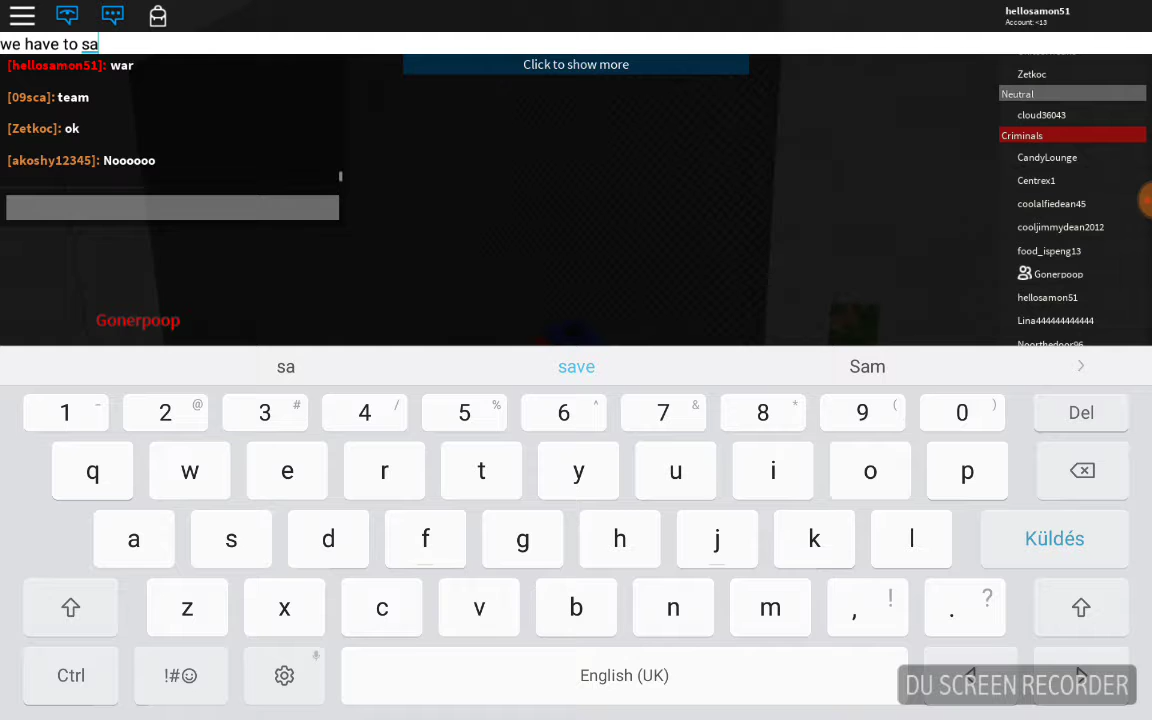 hellosamon51
Account: <13
we have to sa
[hellosamon51]: war
[09sca]: team
[Zetkoc]: ok
[akoshy12345]: Noooooo
Click to show more
Zetkoc
Neutral
cloud36043
Criminals
CandyLounge
Centrex1
coolalfiedean45
cooljimmydean2012
food_ispeng13
Gonerpoop
hellosamon51
Lina444444444444
Noorthedoor96
Gonerpoop
sa save Sam >
1 - 2 @ 3 # 4 / 5 % 6 ^ 7 & 8 * 9 ( 0 ) Del
q w e r t y u i o p
a s d f g h j k l Küldés
z x c v b n m , ! . ?
Ctrl !#☺ English (UK)
DU SCREEN RECORDER